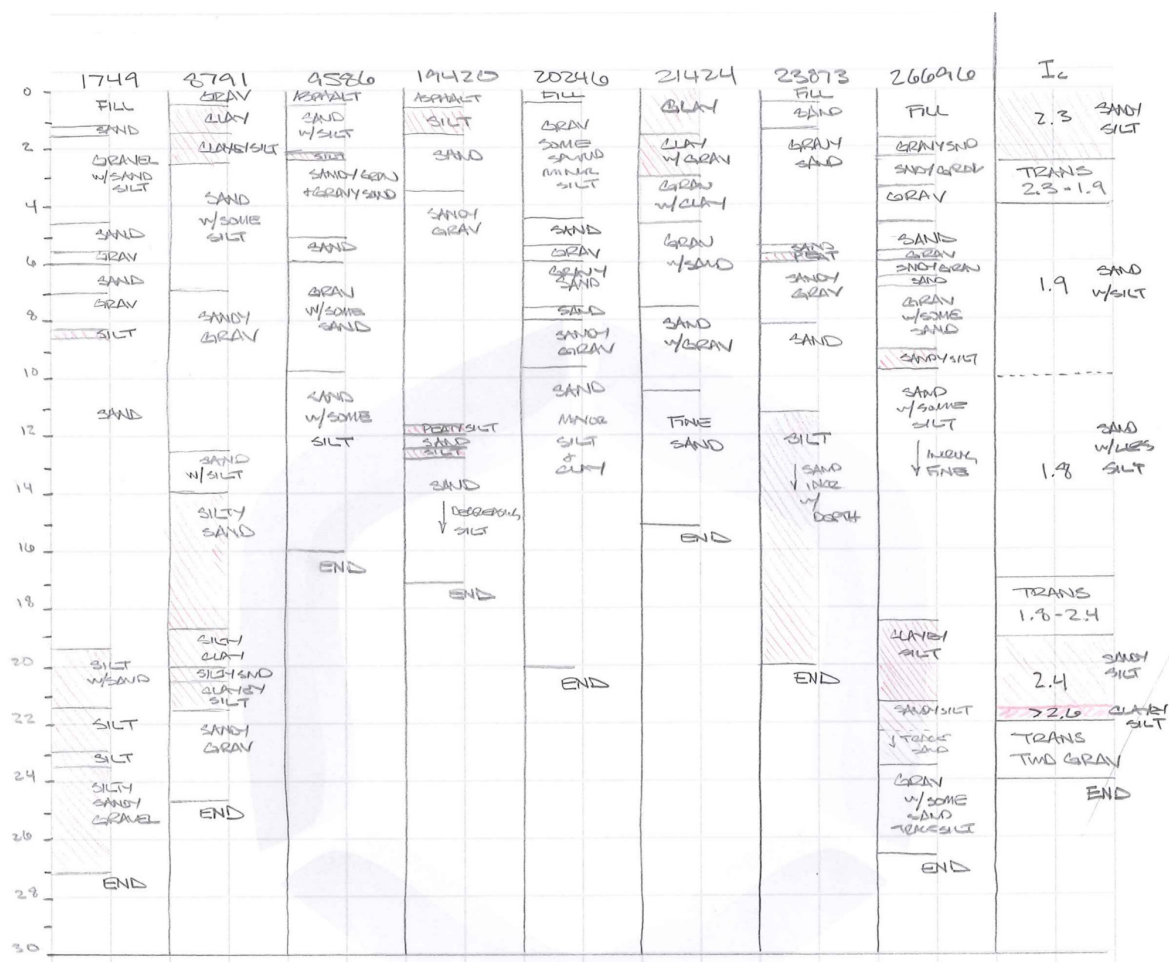 1749 8791 9586 19420 20246 21424 23873 26696 Ic
0
2
4
6
8
10
12
14
16
18
20
22
24
26
28
30
FILL
SAND
GRAVEL
W/SAND
SILT
SAND
GRAV
SAND
GRAV
SILT
SAND
SILT
W/SAND
SILT
SILT
SILTY
SANDY
GRAVEL
END
GRAV
CLAY
CLAYEY SILT
SAND
W/SOME
SILT
SANDY
GRAV
SAND
W/SILT
SILTY
SAND
SILTY
CLAY
SILTY SND
CLAYEY
SILT
SANDY
GRAV
END
ASPHALT
SAND
W/SILT
SILT
SANDY GRAV
+ GRAVY SAND
SAND
GRAV
W/SOME
SAND
SAND
W/SOME
SILT
END
ASPHALT
SILT
SAND
SANDY
GRAV
PEATY SILT
SAND
SILT
SAND
↓ DECREASING
SILT
END
FILL
GRAV
SOME
SAND
MINOR
SILT
SAND
GRAV
GRAVY
SAND
SAND
SANDY
GRAV
SAND
SILT
&
CLAY
END
CLAY
CLAY
W/GRAV
GRAV
W/CLAY
GRAV
W/SAND
SAND
W/GRAV
FINE
SAND
END
FILL
SAND
GRAVY
SAND
SAND
PEAT
SANDY
GRAV
SAND
SILT
↓ SAND
INCR
W/
DEPTH
END
FILL
GRAVY SND
SNDY GRAV
GRAV
SAND
GRAV
SNDY GRAV
SAND
GRAV
W/SOME
SAND
SANDY SILT
SAND
W/SOME
SILT
↓
FINE
CLAYEY
SILT
SANDY SILT
↓ TRACE
SAND
GRAV
W/SOME
SAND
TRACE SILT
END
2.3 SANDY
SILT
TRANS
2.3 - 1.9
1.9 SAND
W/SILT
SAND
W/LESS
1.8 SILT
TRANS
1.8 - 2.4
SANDY
2.4 SILT
>2.6 CLAYEY
SILT
TRANS
TWD GRAV
END